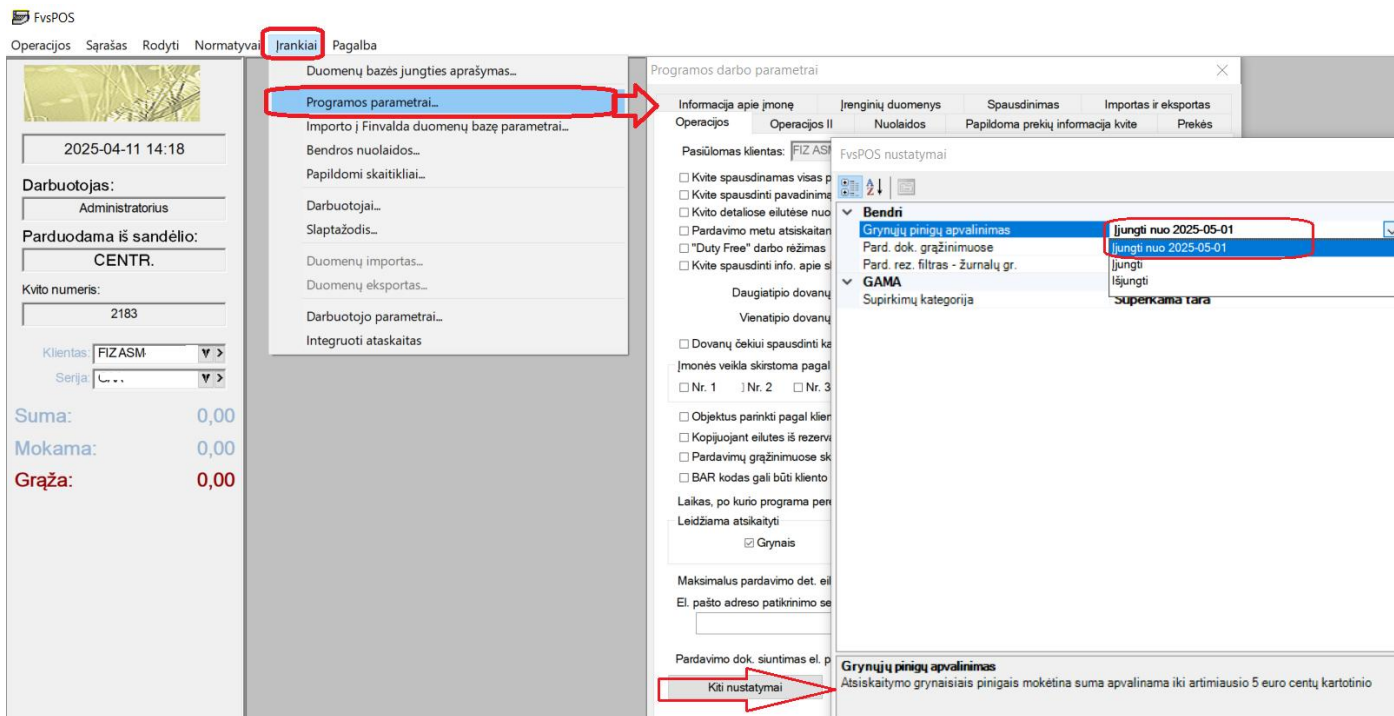 FvsPOS
Operacijos Sąrašas Rodyti Normatyvai Įrankiai Pagalba
2025-04-11 14:18
Darbuotojas:
Administratorius
Parduodama iš sandėlio:
CENTR.
Kvito numeris:
2183
Klientas: FIZASM
Serija:
Suma: 0,00
Mokama: 0,00
Grąža: 0,00
Duomenų bazės jungties aprašymas...
Programos parametrai...
Importo į Finvalda duomenų bazę parametrai...
Bendros nuolaidos...
Papildomi skaitikliai...
Darbuotojai...
Slaptažodis...
Duomenų importas...
Duomenų eksportas...
Darbuotojo parametrai...
Integruoti ataskaitas
Programos darbo parametrai
Informacija apie įmonę Įrenginių duomenys Spausdinimas Importas ir eksportas
Operacijos Operacijos II Nuolaidos Papildoma prekių informacija kvite Prekės
Pasiūlomas klientas: FIZ ASM
Kvite spausdinamas visas p
Kvite spausdinti pavadinima
Kvito detaliose eilutėse nuo
Pardavimo metu atsiskaitan
"Duty Free" darbo rėžimas
Kvite spausdinti info. apie s
Daugiatipio dovanų
Vienatipio dovanų
Dovanų čekiui spausdinti ka
Įmonės veikla skirstoma pagal
Nr. 1 Nr. 2 Nr. 3
Objektus parinkti pagal klien
Kopijuojant eilutes iš rezerva
Pardavimų grąžinimuose sk
BAR kodas gali būti kliento
Laikas, po kurio programa pere
Leidžiama atsikaityti
Grynais
Maksimalus pardavimo det. eil
El. pašto adreso patikrinimo se
Pardavimo dok. siuntimas el. p
Kiti nustatymai
FvsPOS nustatymai
Bendri
Grynųjų pinigų apvalinimas Įjungti nuo 2025-05-01
Pard. dok. grąžinimuose Įjungti nuo 2025-05-01
Pard. rez. filtras - žurnalų gr. Įjungti
GAMA Išjungti
Supirkimų kategorija Superkama tara
Grynųjų pinigų apvalinimas
Atsiskaitymo grynaisiais pinigais mokėtina suma apvalinama iki artimiausio 5 euro centų kartotinio